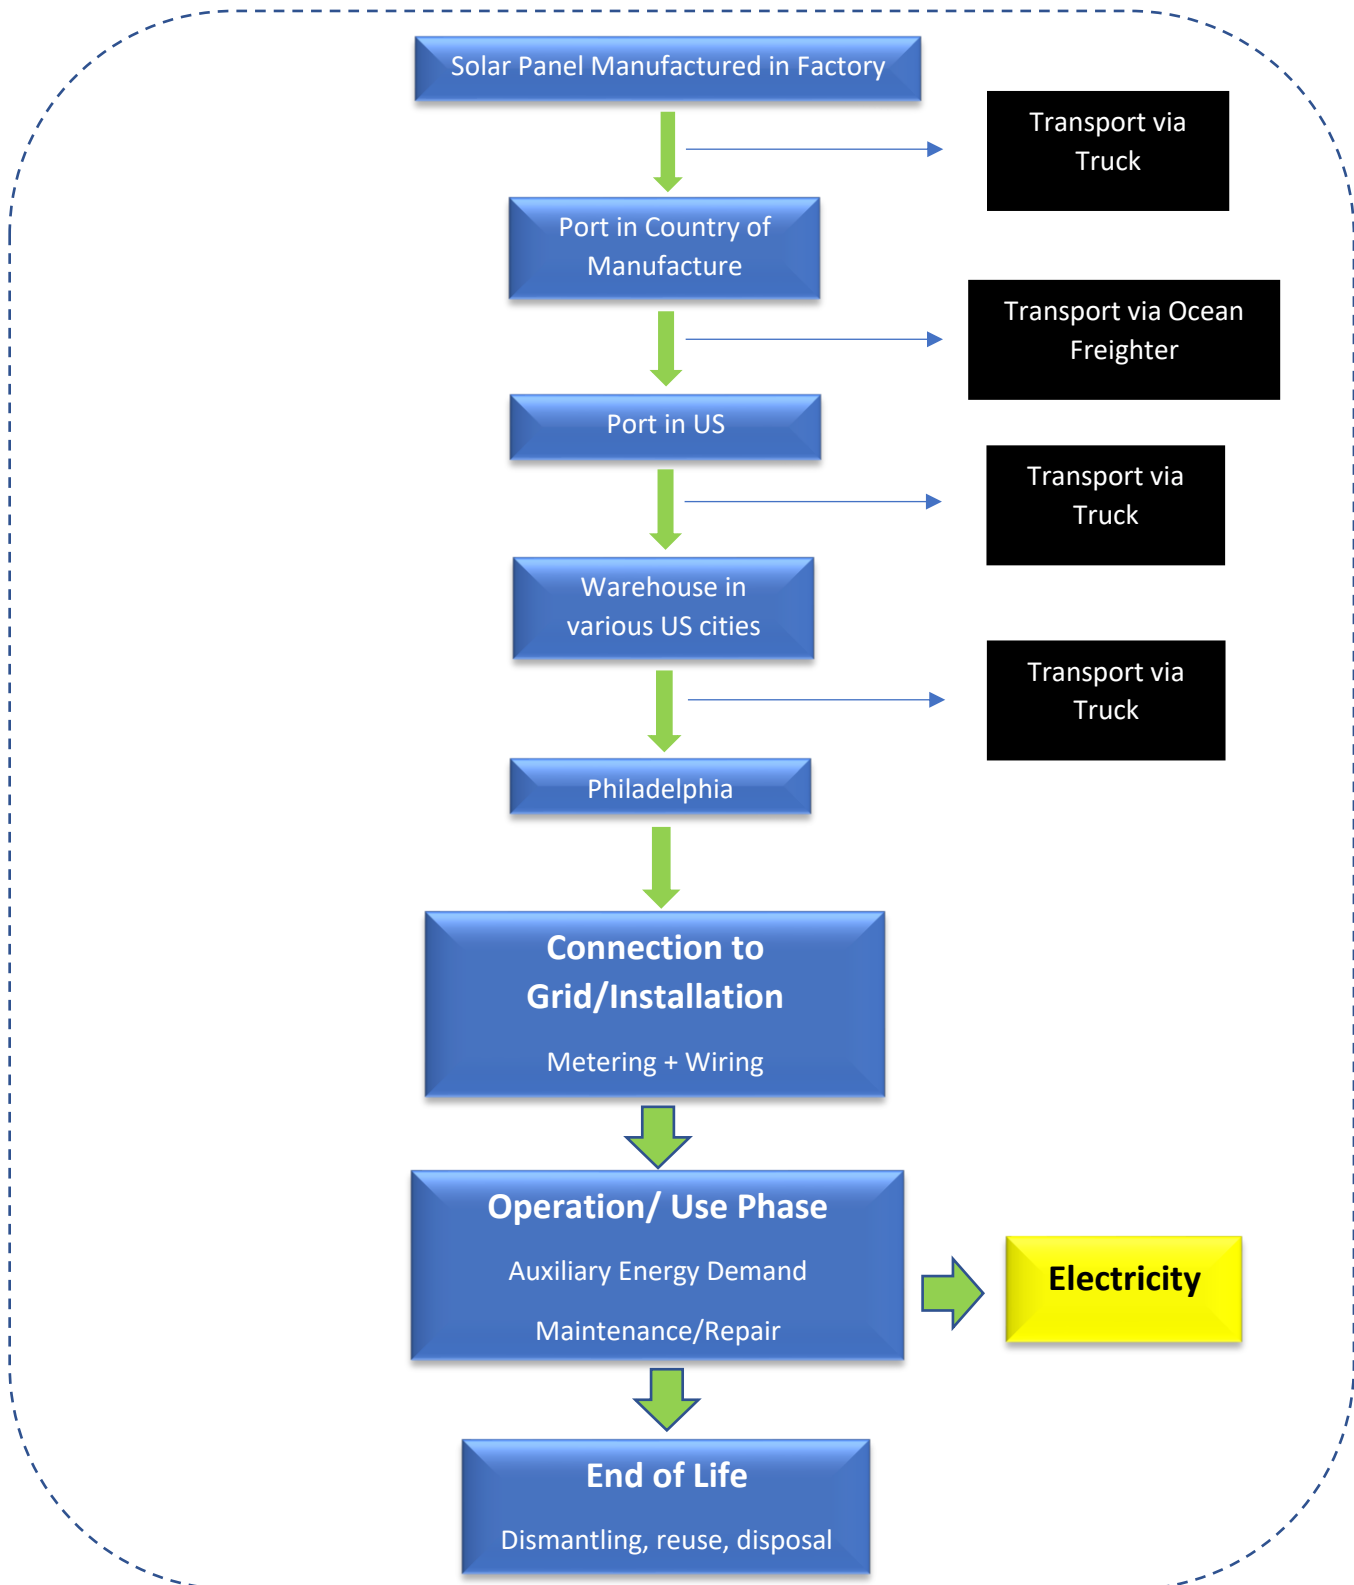 Solar Panel Manufactured in Factory
Transport via
Truck
Port in Country of
Manufacture
Transport via Ocean
Freighter
Port in US
Transport via
Truck
Warehouse in
various US cities
Transport via
Truck
Philadelphia
Connection to
Grid/Installation
Metering + Wiring
Operation/ Use Phase
Auxiliary Energy Demand
Maintenance/Repair
Electricity
End of Life
Dismantling, reuse, disposal